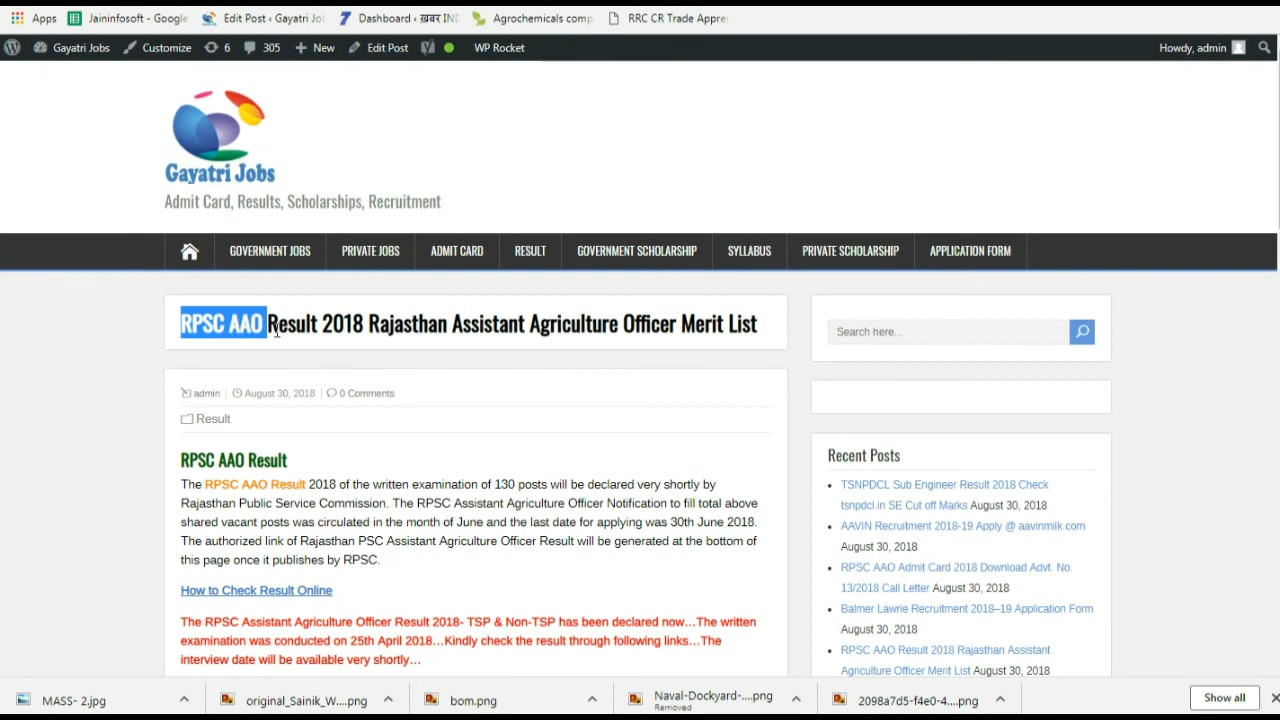 Apps Jaininfosoft - Google Edit Post ‹ Gayatri Jo Dashboard ‹ ख़बर IND Agrochemicals comp RRC CR Trade Appre
Gayatri Jobs Customize 6 305 New Edit Post WP Rocket Howdy, admin
Gayatri Jobs
Admit Card, Results, Scholarships, Recruitment
GOVERNMENT JOBS PRIVATE JOBS ADMIT CARD RESULT GOVERNMENT SCHOLARSHIP SYLLABUS PRIVATE SCHOLARSHIP APPLICATION FORM
RPSC AAO Result 2018 Rajasthan Assistant Agriculture Officer Merit List
admin August 30, 2018 0 Comments
Result
RPSC AAO Result
The RPSC AAO Result 2018 of the written examination of 130 posts will be declared very shortly by
Rajasthan Public Service Commission. The RPSC Assistant Agriculture Officer Notification to fill total above
shared vacant posts was circulated in the month of June and the last date for applying was 30th June 2018.
The authorized link of Rajasthan PSC Assistant Agriculture Officer Result will be generated at the bottom of
this page once it publishes by RPSC.
How to Check Result Online
The RPSC Assistant Agriculture Officer Result 2018- TSP & Non-TSP has been declared now…The written
examination was conducted on 25th April 2018…Kindly check the result through following links…The
interview date will be available very shortly…
Search here...
Recent Posts
TSNPDCL Sub Engineer Result 2018 Check
tsnpdcl.in SE Cut off Marks August 30, 2018
AAVIN Recruitment 2018-19 Apply @ aavinmilk.com
August 30, 2018
RPSC AAO Admit Card 2018 Download Advt. No.
13/2018 Call Letter August 30, 2018
Balmer Lawrie Recruitment 2018–19 Application Form
August 30, 2018
RPSC AAO Result 2018 Rajasthan Assistant
Agriculture Officer Merit List August 30, 2018
MASS- 2.jpg original_Sainik_W....png bom.png Naval-Dockyard-....png 2098a7d5-f4e0-4....png Show all
Removed